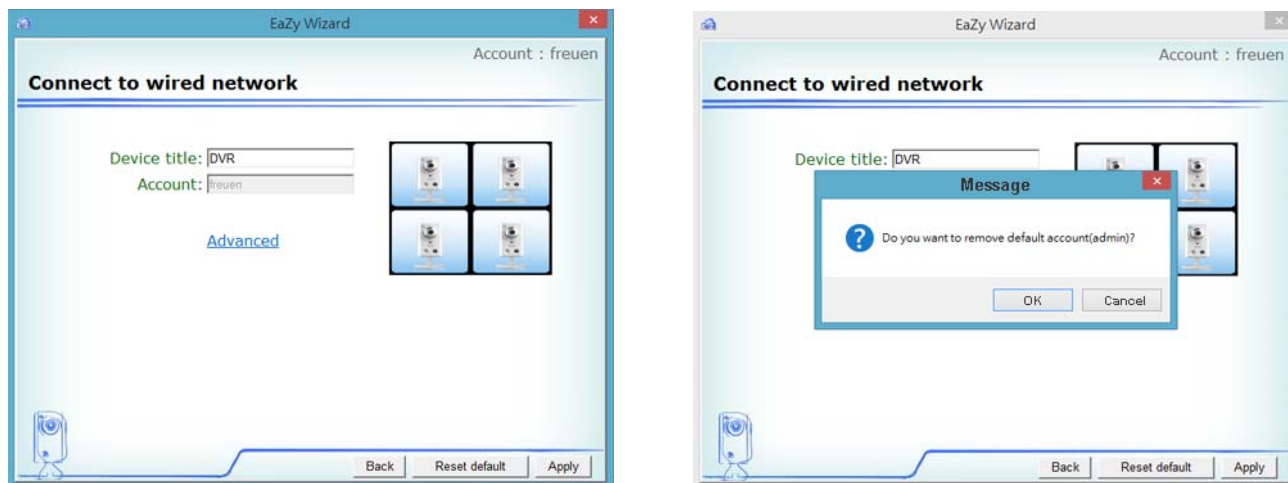 EaZy Wizard
Account : freuen
Connect to wired network
Device title: DVR
Account: freuen
Advanced
Back Reset default Apply
EaZy Wizard
Account : freuen
Connect to wired network
Device title: DVR
Message
Do you want to remove default account(admin)?
OK Cancel
Back Reset default Apply